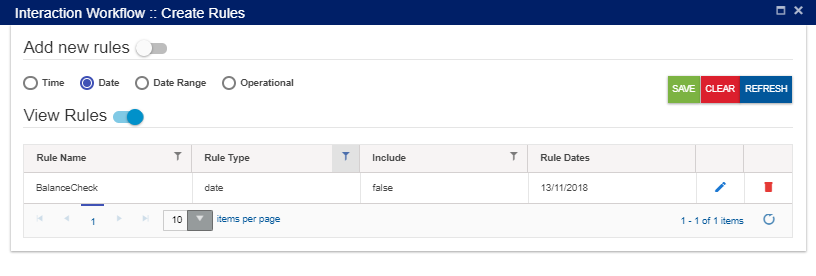 Interaction Workflow :: Create Rules
Add new rules
Time Date Date Range Operational
SAVE CLEAR REFRESH
View Rules
Rule Name Rule Type Include Rule Dates
BalanceCheck date false 13/11/2018
1 10 items per page 1 - 1 of 1 items